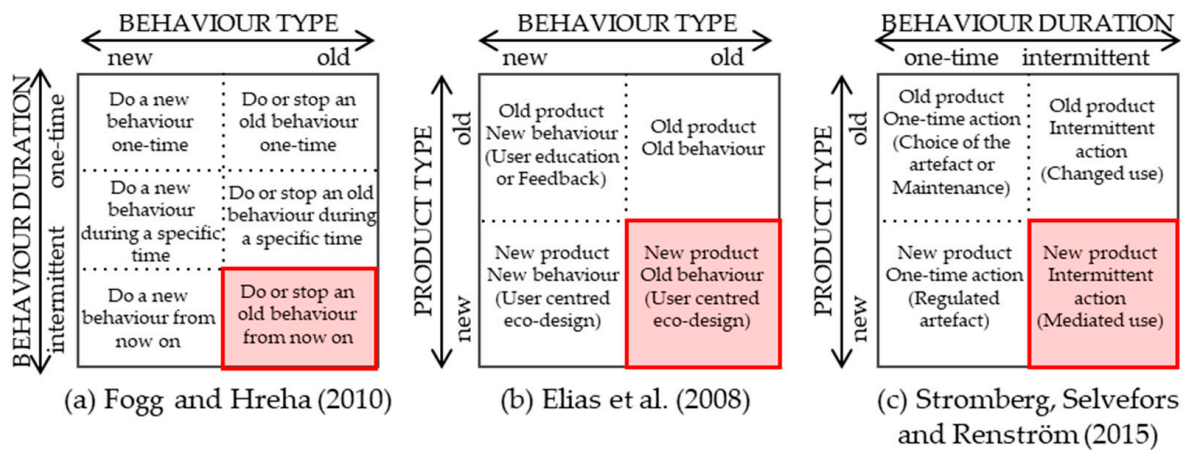 BEHAVIOUR TYPE
new
old
BEHAVIOUR DURATION
one-time
intermittent
Do a new
behaviour
one-time
Do or stop an
old behaviour
one-time
Do a new
behaviour
during a specific
time
Do or stop an old
behaviour during
a specific time
Do a new
behaviour from
now on
Do or stop an
old behaviour
from now on
(a) Fogg and Hreha (2010)
BEHAVIOUR TYPE
new
old
PRODUCT TYPE
old
new
Old product
New behaviour
(User education
or Feedback)
Old product
Old behaviour
New product
New behaviour
(User centred
eco-design)
New product
Old behaviour
(User centred
eco-design)
(b) Elias et al. (2008)
BEHAVIOUR DURATION
one-time
intermittent
PRODUCT TYPE
old
new
Old product
One-time action
(Choice of the
artefact or
Maintenance)
Old product
Intermittent
action
(Changed use)
New product
One-time action
(Regulated
artefact)
New product
Intermittent
action
(Mediated use)
(c) Stromberg, Selvefors
and Renström (2015)